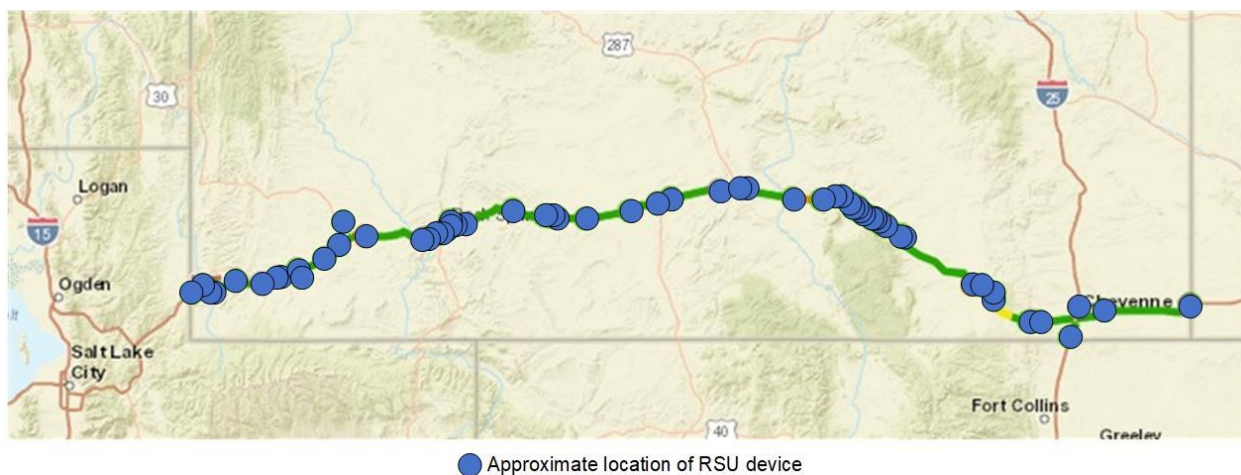 287
30
25
Logan
15
Ogden
Cheyenne
Salt Lake
City
Fort Collins
40
Greeley
Approximate location of RSU device